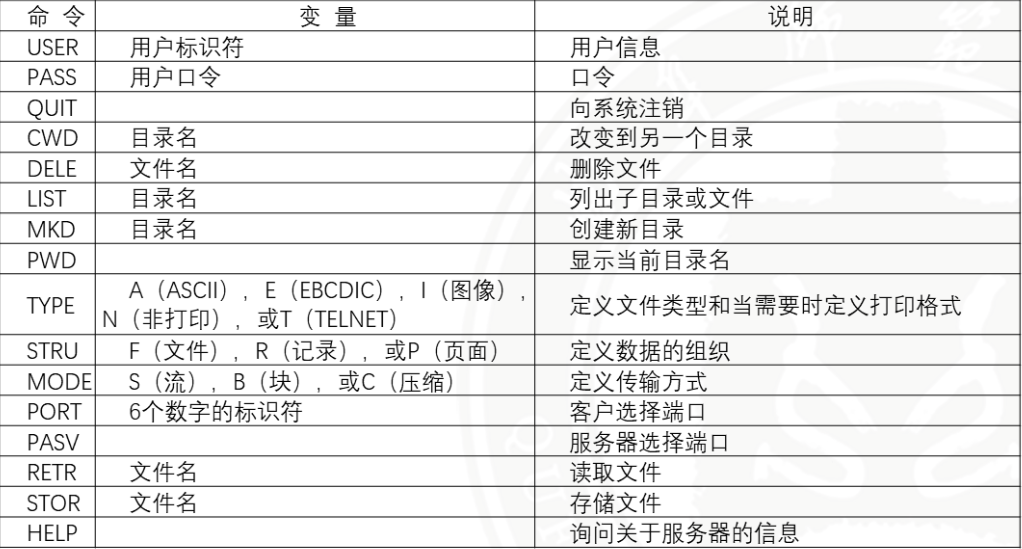 命 令 变 量 说明
USER 用户标识符 用户信息
PASS 用户口令 口令
QUIT 向系统注销
CWD 目录名 改变到另一个目录
DELE 文件名 删除文件
LIST 目录名 列出子目录或文件
MKD 目录名 创建新目录
PWD 显示当前目录名
TYPE A（ASCII），E（EBCDIC），I（图像），
N（非打印），或T（TELNET） 定义文件类型和当需要时定义打印格式
STRU F（文件），R（记录），或P（页面） 定义数据的组织
MODE S（流），B（块），或C（压缩） 定义传输方式
PORT 6个数字的标识符 客户选择端口
PASV 服务器选择端口
RETR 文件名 读取文件
STOR 文件名 存储文件
HELP 询问关于服务器的信息